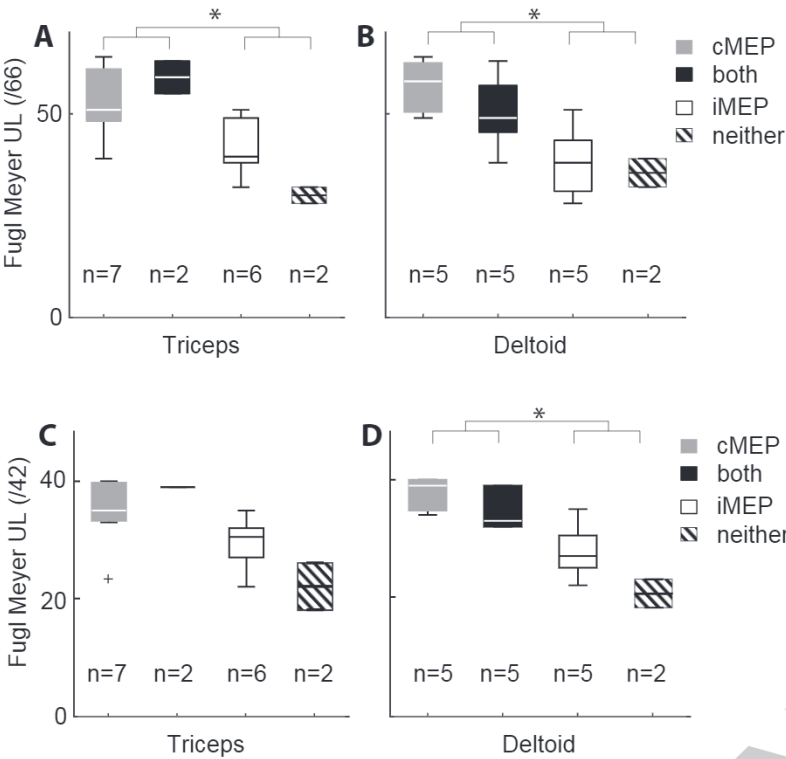 A
*
B
*
cMEP
both
iMEP
neither
Fugl Meyer UL (/66)
50
0
n=7 n=2 n=6 n=2
n=5 n=5 n=5 n=2
Triceps
Deltoid
C
D
*
cMEP
both
iMEP
neither
Fugl Meyer UL (/42)
40
20
0
n=7 n=2 n=6 n=2
n=5 n=5 n=5 n=2
Triceps
Deltoid